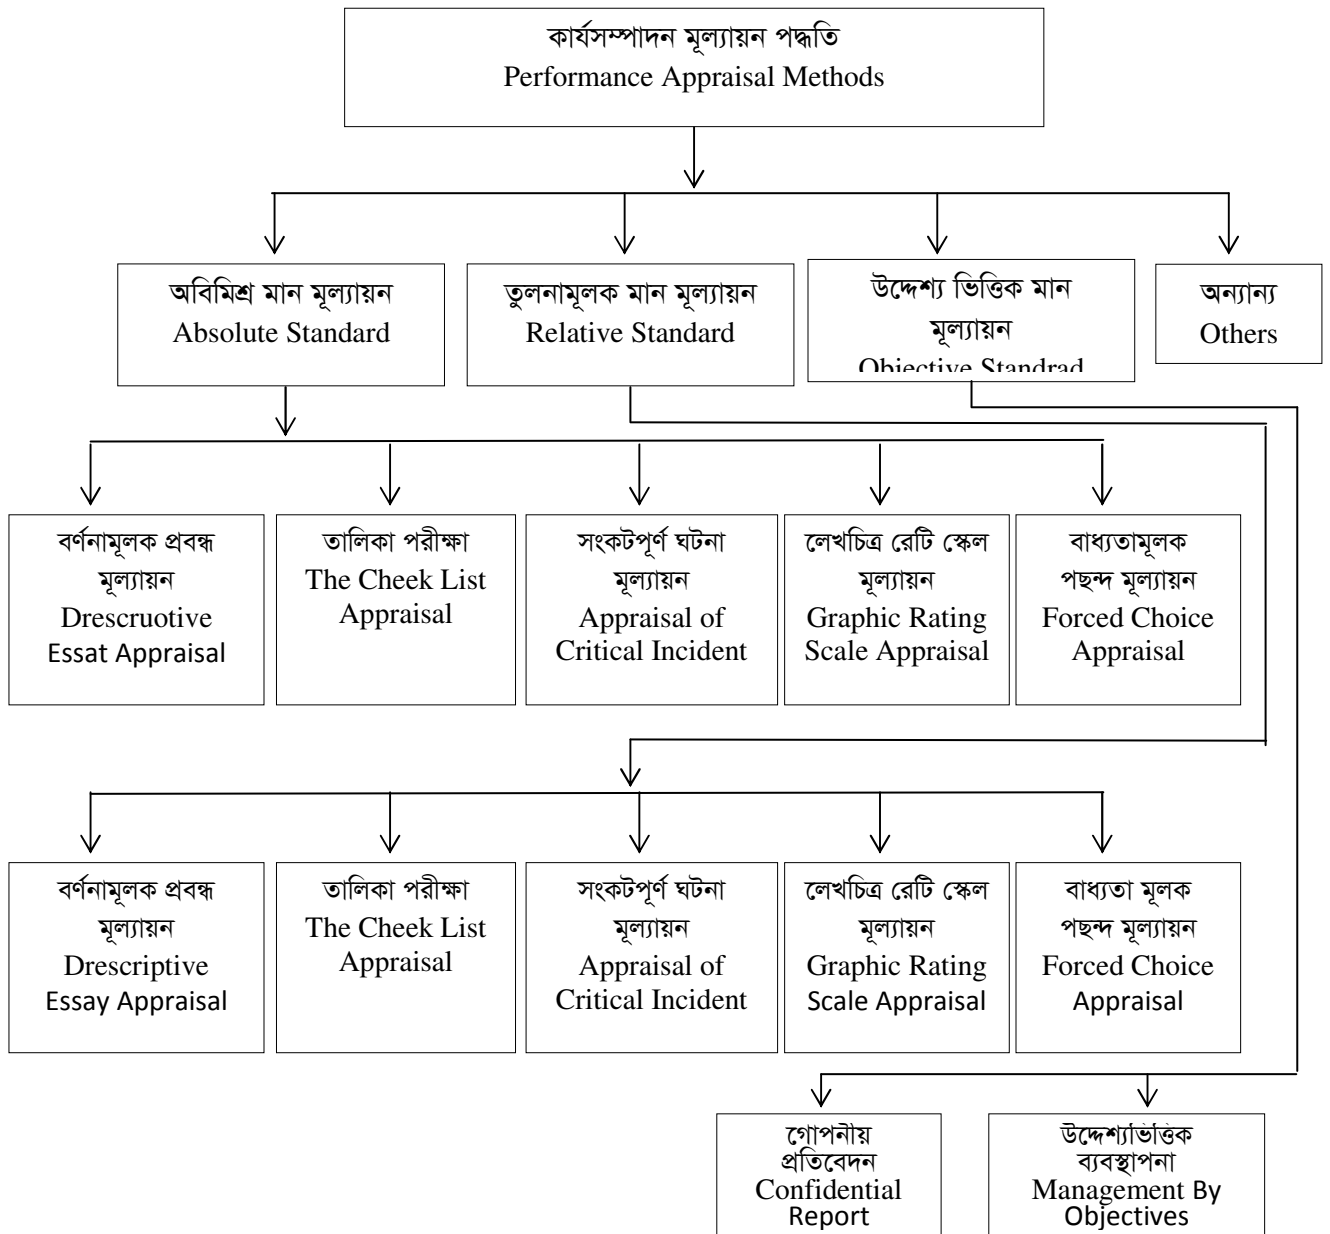 কার্যসম্পাদন মূল্যায়ন পদ্ধতি
Performance Appraisal Methods
অবিমিশ্র মান মূল্যায়ন
Absolute Standard
তুলনামূলক মান মূল্যায়ন
Relative Standard
উদ্দেশ্য ভিত্তিক মান
মূল্যায়ন
Objective Standrad
অন্যান্য
Others
বর্ণনামূলক প্রবন্ধ
মূল্যায়ন
Drescruotive
Essat Appraisal
তালিকা পরীক্ষা
The Cheek List
Appraisal
সংকটপূর্ণ ঘটনা
মূল্যায়ন
Appraisal of
Critical Incident
লেখচিত্র রেটি স্কেল
মূল্যায়ন
Graphic Rating
Scale Appraisal
বাধ্যতামূলক
পছন্দ মূল্যায়ন
Forced Choice
Appraisal
বর্ণনামূলক প্রবন্ধ
মূল্যায়ন
Drescriptive
Essay Appraisal
তালিকা পরীক্ষা
The Cheek List
Appraisal
সংকটপূর্ণ ঘটনা
মূল্যায়ন
Appraisal of
Critical Incident
লেখচিত্র রেটি স্কেল
মূল্যায়ন
Graphic Rating
Scale Appraisal
বাধ্যতা মূলক
পছন্দ মূল্যায়ন
Forced Choice
Appraisal
গোপনীয়
প্রতিবেদন
Confidential
Report
উদ্দেশ্যভিত্তিক
ব্যবস্থাপনা
Management By
Objectives